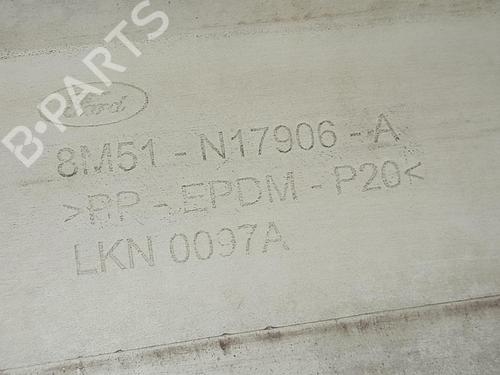 B-PARTS
Ford
8M51 - N17906 - A
>PP - EPDM - P20<
LKN 0097A